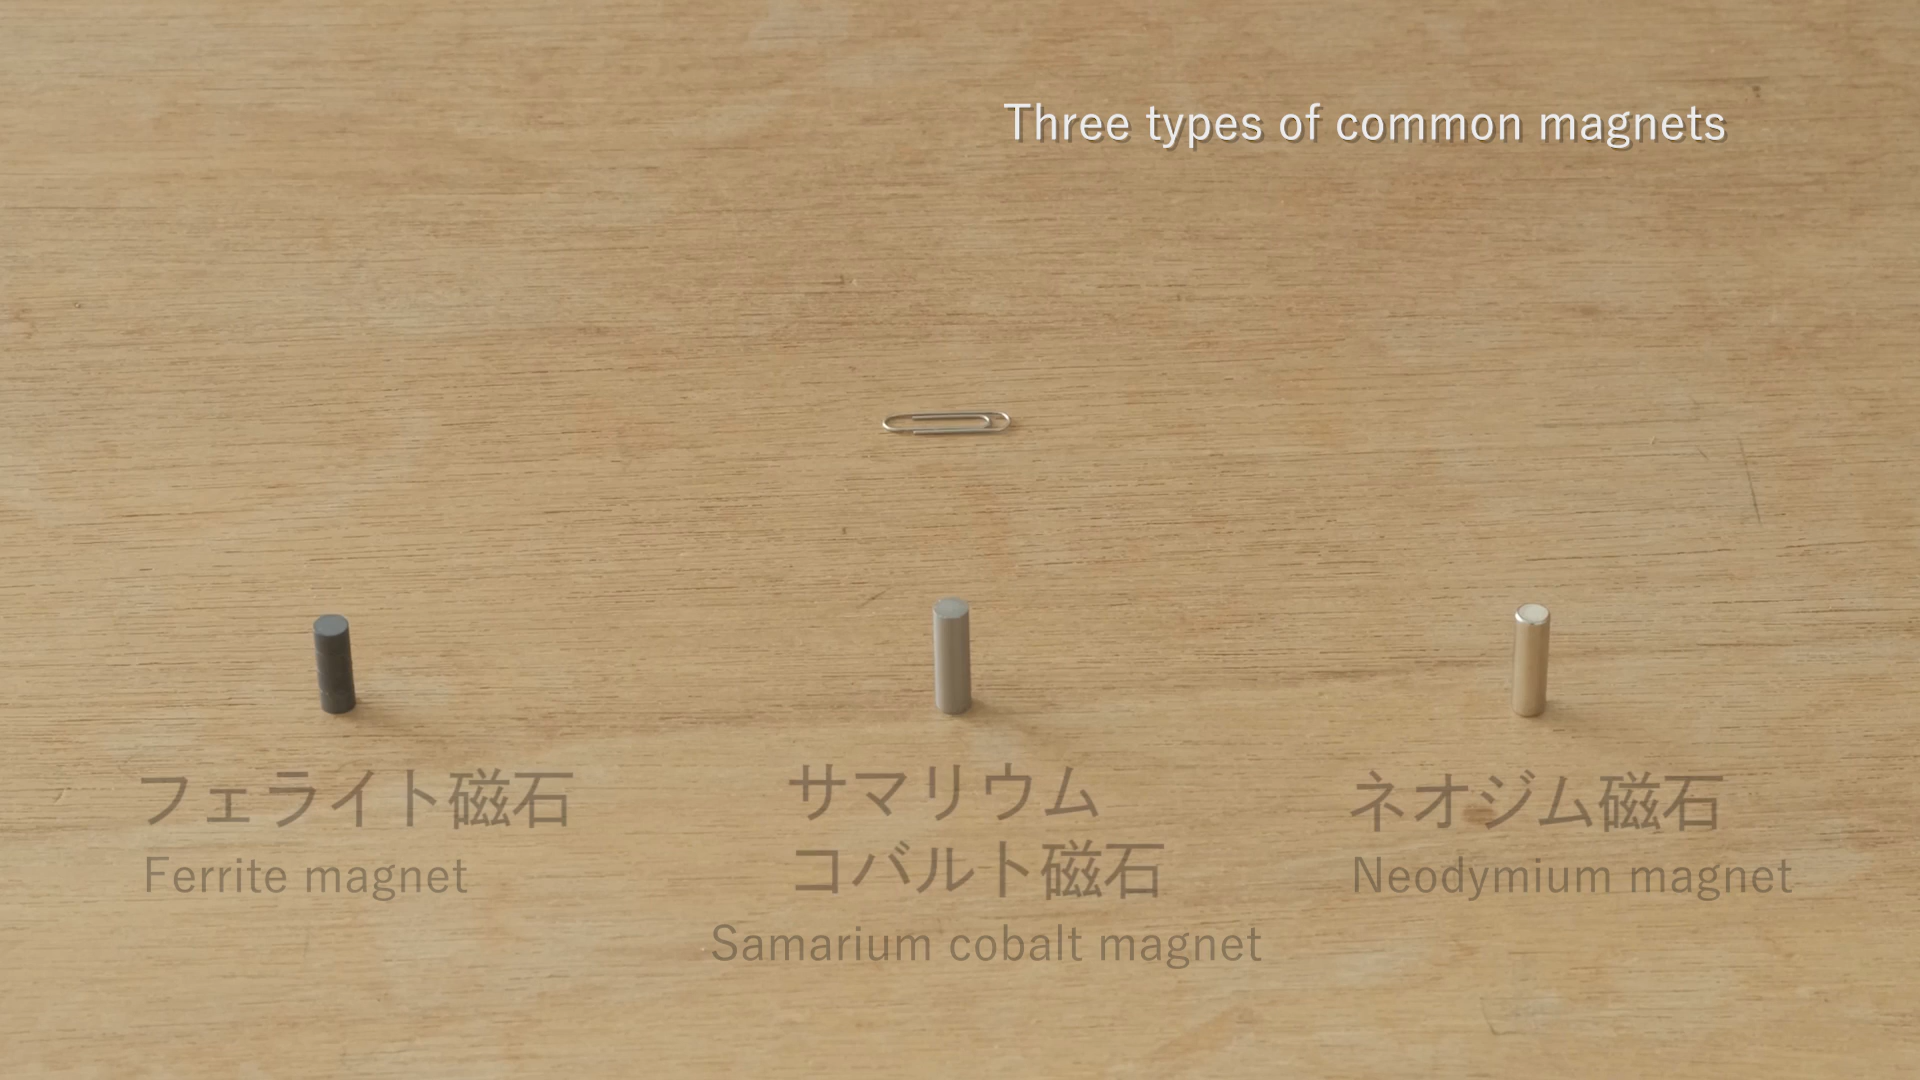 Three types of common magnets
フェライト磁石
Ferrite magnet
サマリウム
コバルト磁石
Samarium cobalt magnet
ネオジム磁石
Neodymium magnet